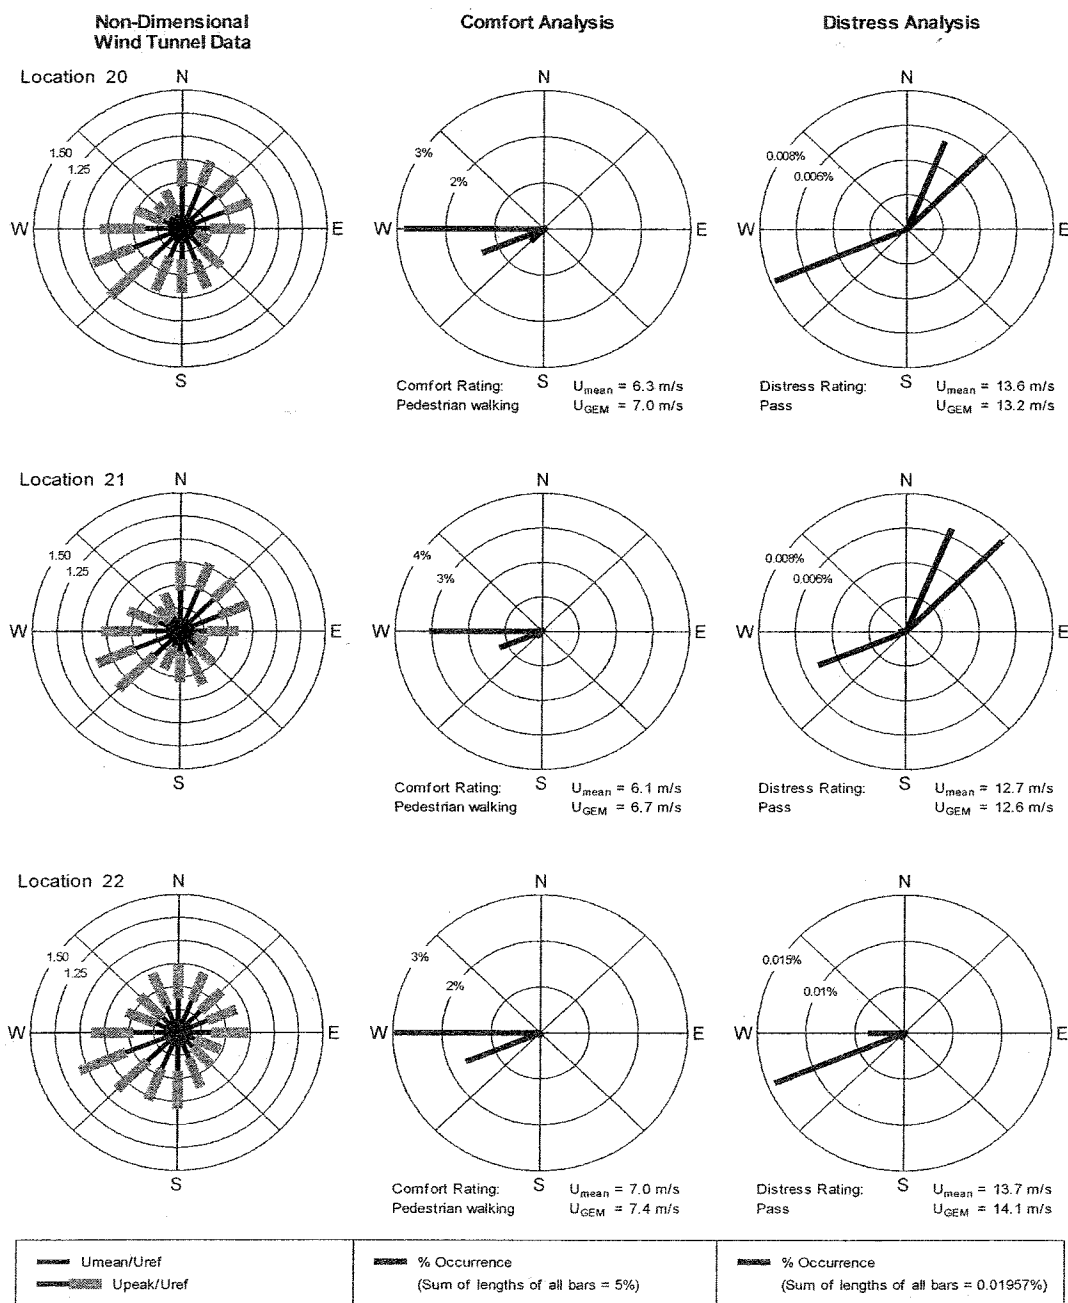 Non-Dimensional
Wind Tunnel Data
Comfort Analysis
Distress Analysis
Location 20
N
1.50
1.25
W
E
S
N
3%
2%
W
E
S
N
0.008%
0.006%
W
E
S
Comfort Rating:
Pedestrian walking
Umean = 6.3 m/s
UGEM = 7.0 m/s
Distress Rating:
Pass
Umean = 13.6 m/s
UGEM = 13.2 m/s
Location 21
N
1.50
1.25
W
E
S
N
4%
3%
W
E
S
N
0.008%
0.006%
W
E
S
Comfort Rating:
Pedestrian walking
Umean = 6.1 m/s
UGEM = 6.7 m/s
Distress Rating:
Pass
Umean = 12.7 m/s
UGEM = 12.6 m/s
Location 22
N
1.50
1.25
W
E
S
N
3%
2%
W
E
S
N
0.015%
0.01%
W
E
S
Comfort Rating:
Pedestrian walking
Umean = 7.0 m/s
UGEM = 7.4 m/s
Distress Rating:
Pass
Umean = 13.7 m/s
UGEM = 14.1 m/s
Umean/Uref
Upeak/Uref
% Occurrence
(Sum of lengths of all bars = 5%)
% Occurrence
(Sum of lengths of all bars = 0.01957%)